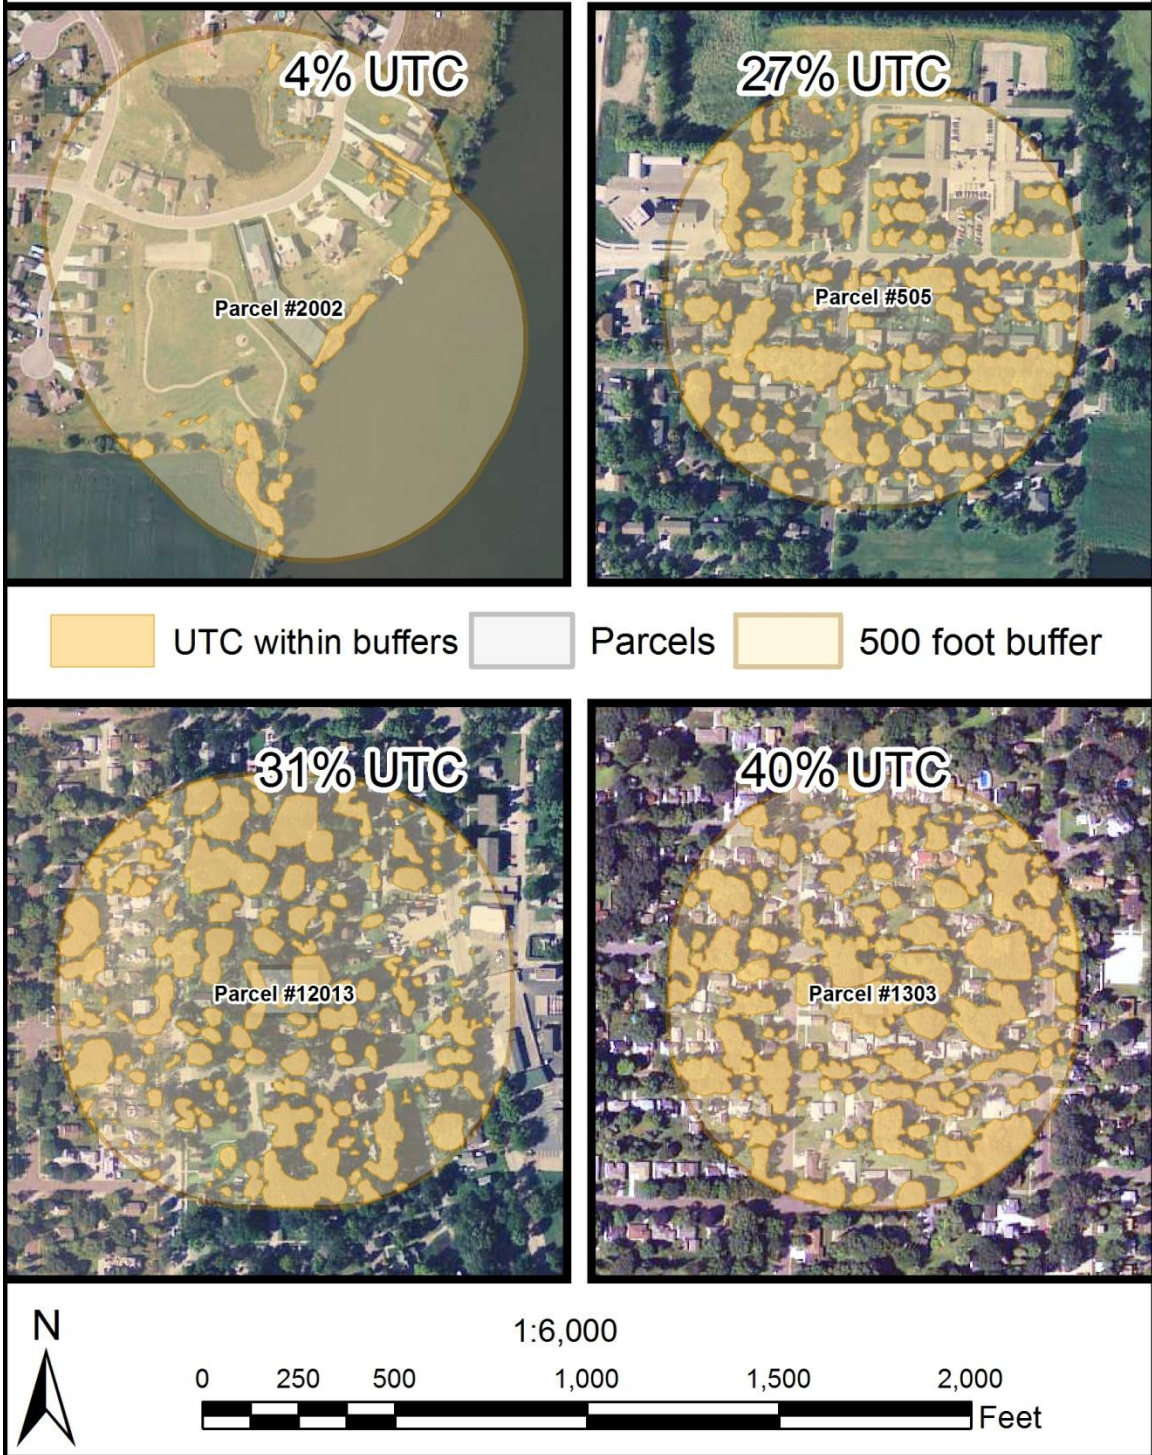 4% UTC
27% UTC
Parcel #2002
Parcel #505
UTC within buffers
Parcels
500 foot buffer
31% UTC
40% UTC
Parcel #12013
Parcel #1303
N
1:6,000
0 250 500 1,000 1,500 2,000
Feet